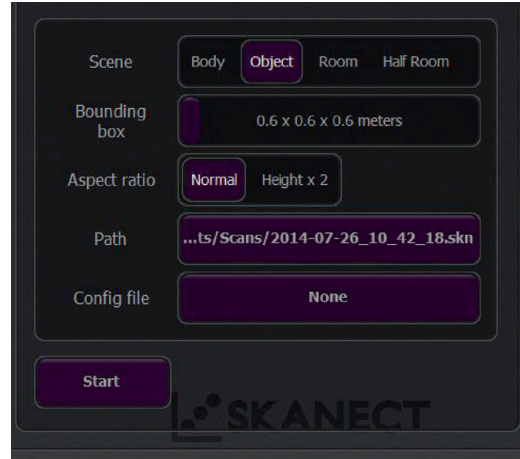 Scene Body Object Room Half Room
Bounding box 0.6 x 0.6 x 0.6 meters
Aspect ratio Normal Height x 2
Path ...ts/Scans/2014-07-26_10_42_18.skn
Config file None
Start
SKANECT